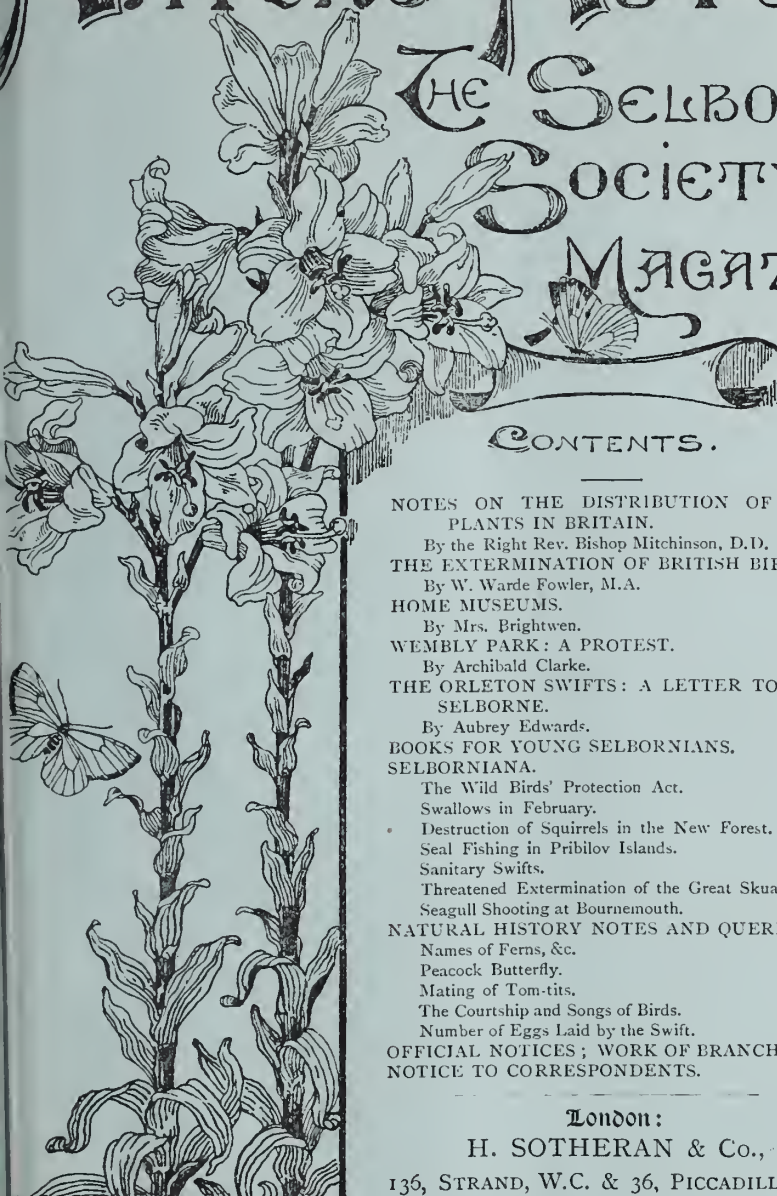 THE SELBO
SOCIETY
MAGAZ
CONTENTS.
NOTES ON THE DISTRIBUTION OF
PLANTS IN BRITAIN.
By the Right Rev. Bishop Mitchinson, D.D.
THE EXTERMINATION OF BRITISH BI
By W. Warde Fowler, M.A.
HOME MUSEUMS.
By Mrs. Brightwen.
WEMBLY PARK: A PROTEST.
By Archibald Clarke.
THE ORLETON SWIFTS: A LETTER TO
SELBORNE.
By Aubrey Edwards.
BOOKS FOR YOUNG SELBORNIANS.
SELBORNIANA.
The Wild Birds' Protection Act.
Swallows in February.
Destruction of Squirrels in the New Forest.
Seal Fishing in Pribilov Islands.
Sanitary Swifts.
Threatened Extermination of the Great Skua
Seagull Shooting at Bournemouth.
NATURAL HISTORY NOTES AND QUER
Names of Ferns, &c.
Peacock Butterfly.
Mating of Tom-tits.
The Courtship and Songs of Birds.
Number of Eggs Laid by the Swift.
OFFICIAL NOTICES; WORK OF BRANCH
NOTICE TO CORRESPONDENTS.
London:
H. SOTHERAN & Co.,
136, STRAND, W.C. & 36, PICCADILL